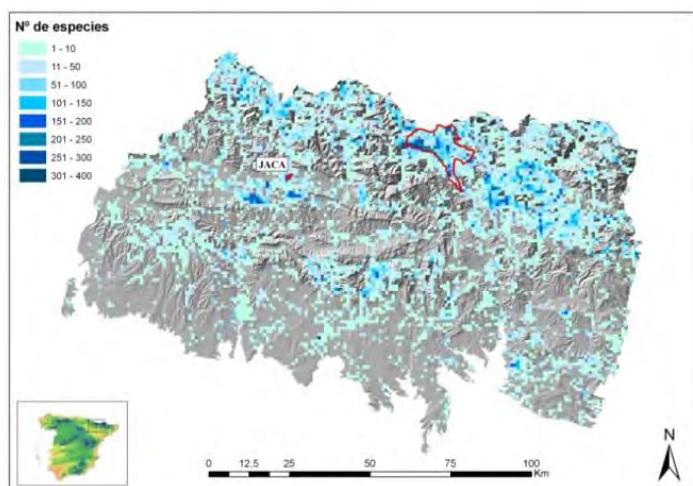 Nº de especies
1 - 10
11 - 50
51 - 100
101 - 150
151 - 200
201 - 250
251 - 300
301 - 400
JACA
N
0 12,5 25 50 75 100
Km